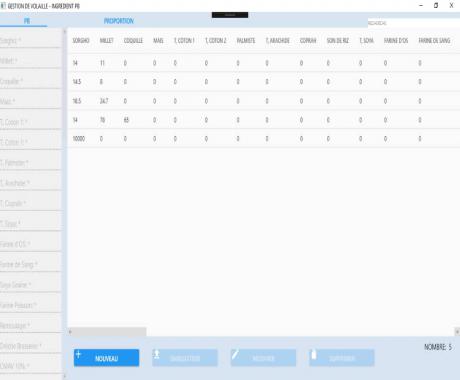 GESTION DE VOLAILLE - INGREDIENT PB
PB PROPORTION RECHERCHE
SORGHO MILLET COQUILLE MAIS T, COTON 1 T, COTON 2 PALMISTE T, ARACHIDE COPRAH SON DE RIZ T, SOYA FARINE D'OS FARINE DE SANG
14 11 0 0 0 0 0 0 0 0 0 0 0
14.5 8 0 0 0 0 0 0 0 0 0 0 0
16.5 24.7 0 0 0 0 0 0 0 0 0 0 0
14 78 65 0 0 0 0 0 0 0 0 0 0
10000 0 0 0 0 0 0 0 0 0 0 0 0
Sorgho: *
Millet: *
Coquille: *
Mais: *
T, Coton 1: *
T, Coton 1: *
T, Palmiste: *
T, Arachide: *
T, Coprah: *
T, Soya: *
Farine d'OS: *
Farine de Sang: *
Soya Graine: *
Farine Poisson: *
Remoulage: *
Drèche Brasserie: *
CMAV 10%: *
NOMBRE: 5
NOUVEAU ENREGISTRER MODIFIER SUPPRIMER